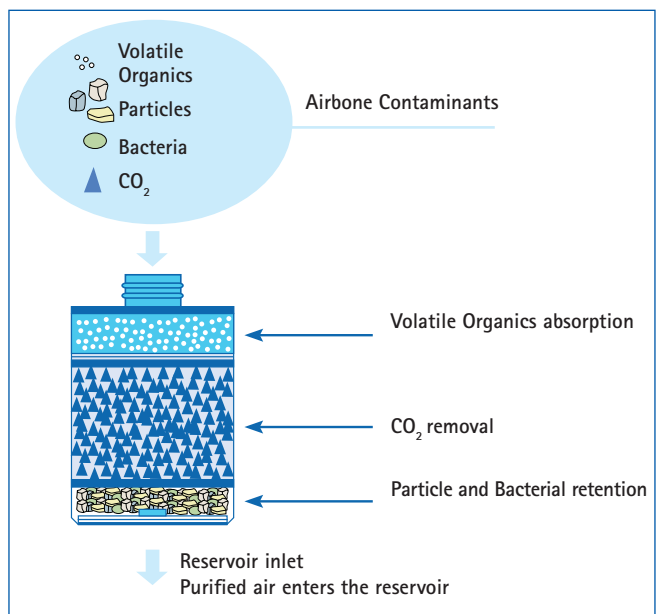 Volatile
Organics
Particles
Bacteria
CO₂
Airbone Contaminants
Volatile Organics absorption
CO₂ removal
Particle and Bacterial retention
Reservoir inlet
Purified air enters the reservoir